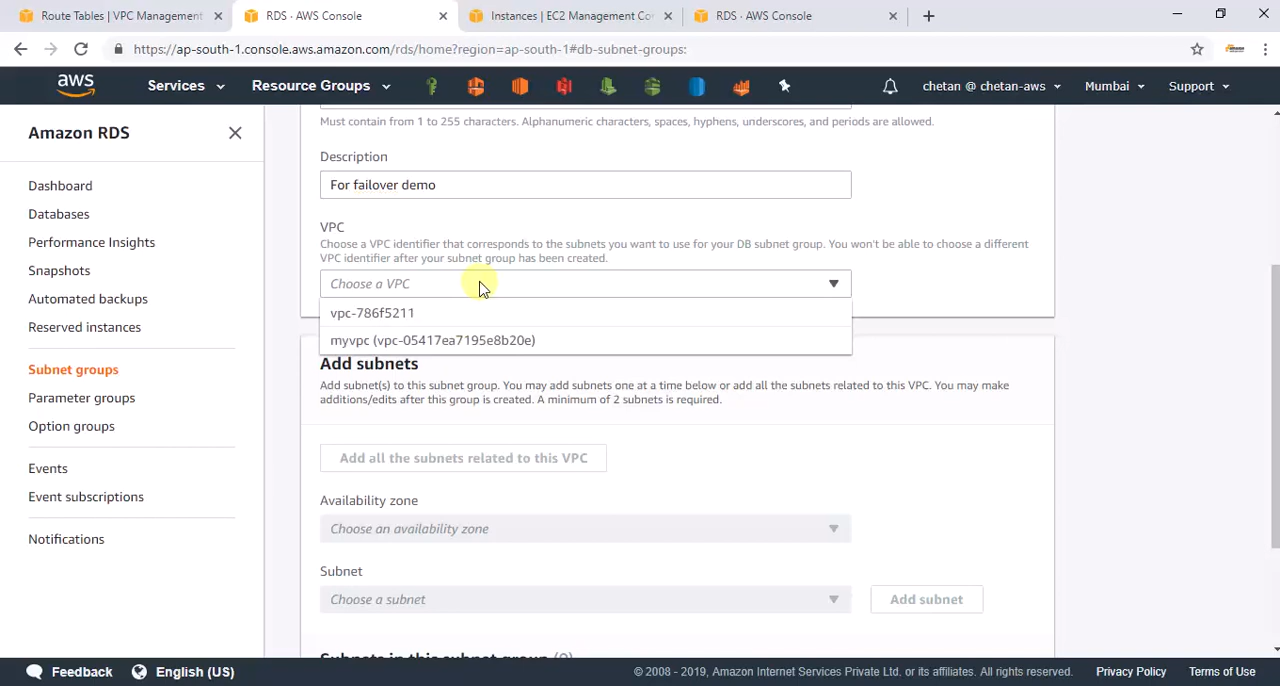 Route Tables | VPC Management
RDS · AWS Console
Instances | EC2 Management Co
RDS · AWS Console
https://ap-south-1.console.aws.amazon.com/rds/home?region=ap-south-1#db-subnet-groups:
aws
Services
Resource Groups
chetan @ chetan-aws
Mumbai
Support
Amazon RDS
Dashboard
Databases
Performance Insights
Snapshots
Automated backups
Reserved instances
Subnet groups
Parameter groups
Option groups
Events
Event subscriptions
Notifications
Must contain from 1 to 255 characters. Alphanumeric characters, spaces, hyphens, underscores, and periods are allowed.
Description
For failover demo
VPC
Choose a VPC identifier that corresponds to the subnets you want to use for your DB subnet group. You won't be able to choose a different
VPC identifier after your subnet group has been created.
Choose a VPC
vpc-786f5211
myvpc (vpc-05417ea7195e8b20e)
Add subnets
Add subnet(s) to this subnet group. You may add subnets one at a time below or add all the subnets related to this VPC. You may make
additions/edits after this group is created. A minimum of 2 subnets is required.
Add all the subnets related to this VPC
Availability zone
Choose an availability zone
Subnet
Choose a subnet
Add subnet
Subnets in this subnet group (0)
Feedback
English (US)
© 2008 - 2019, Amazon Internet Services Private Ltd. or its affiliates. All rights reserved.
Privacy Policy
Terms of Use